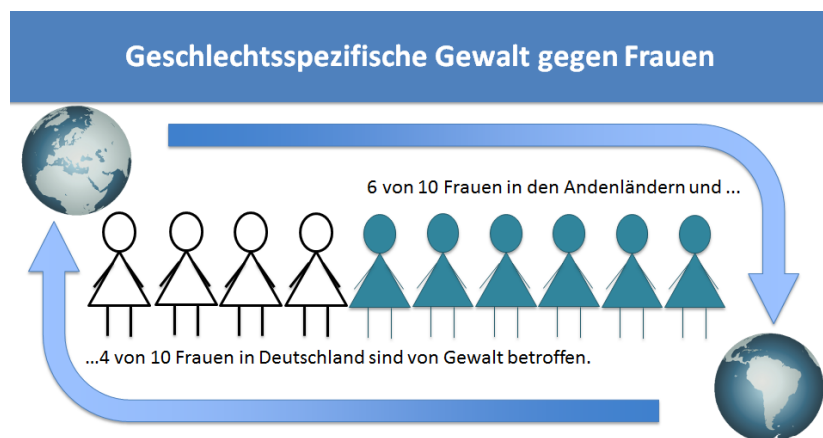 Geschlechtsspezifische Gewalt gegen Frauen
6 von 10 Frauen in den Andenländern und ...
...4 von 10 Frauen in Deutschland sind von Gewalt betroffen.